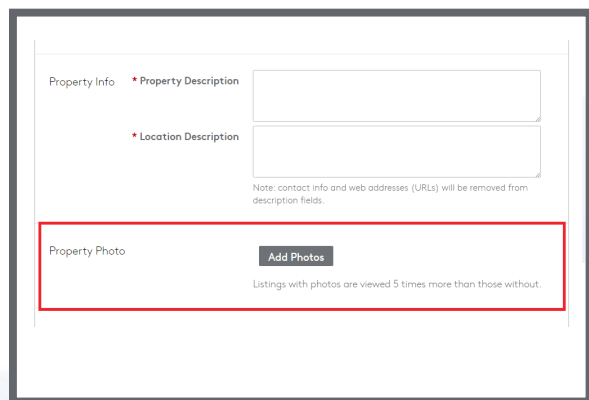 Property Info * Property Description
* Location Description
Note: contact info and web addresses (URLs) will be removed from
description fields.
Property Photo
Add Photos
Listings with photos are viewed 5 times more than those without.